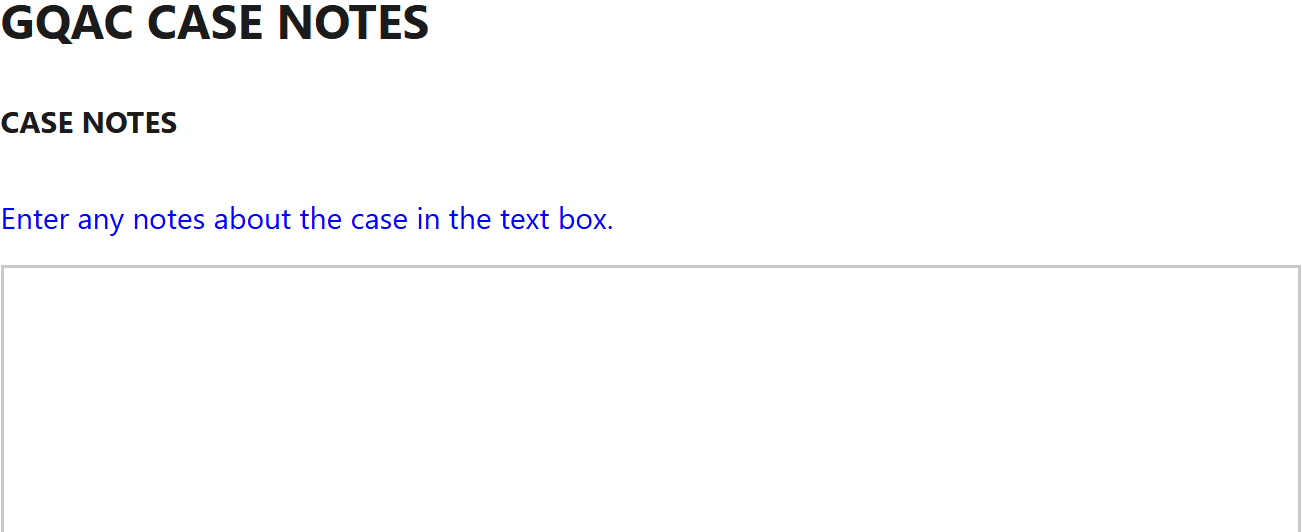 GQAC CASE NOTES
CASE NOTES
Enter any notes about the case in the text box.